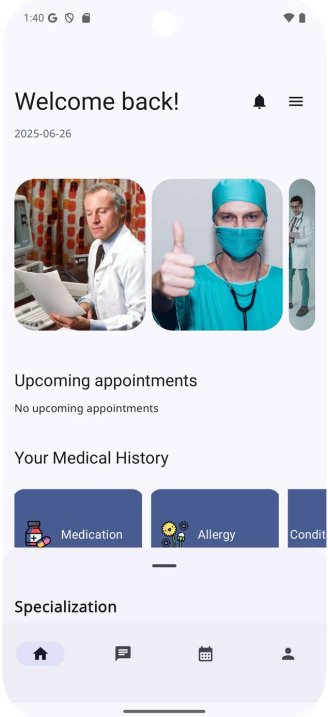 1:40
Welcome back!
2025-06-26
Upcoming appointments
No upcoming appointments
Your Medical History
Medication
Allergy
Condit
Specialization